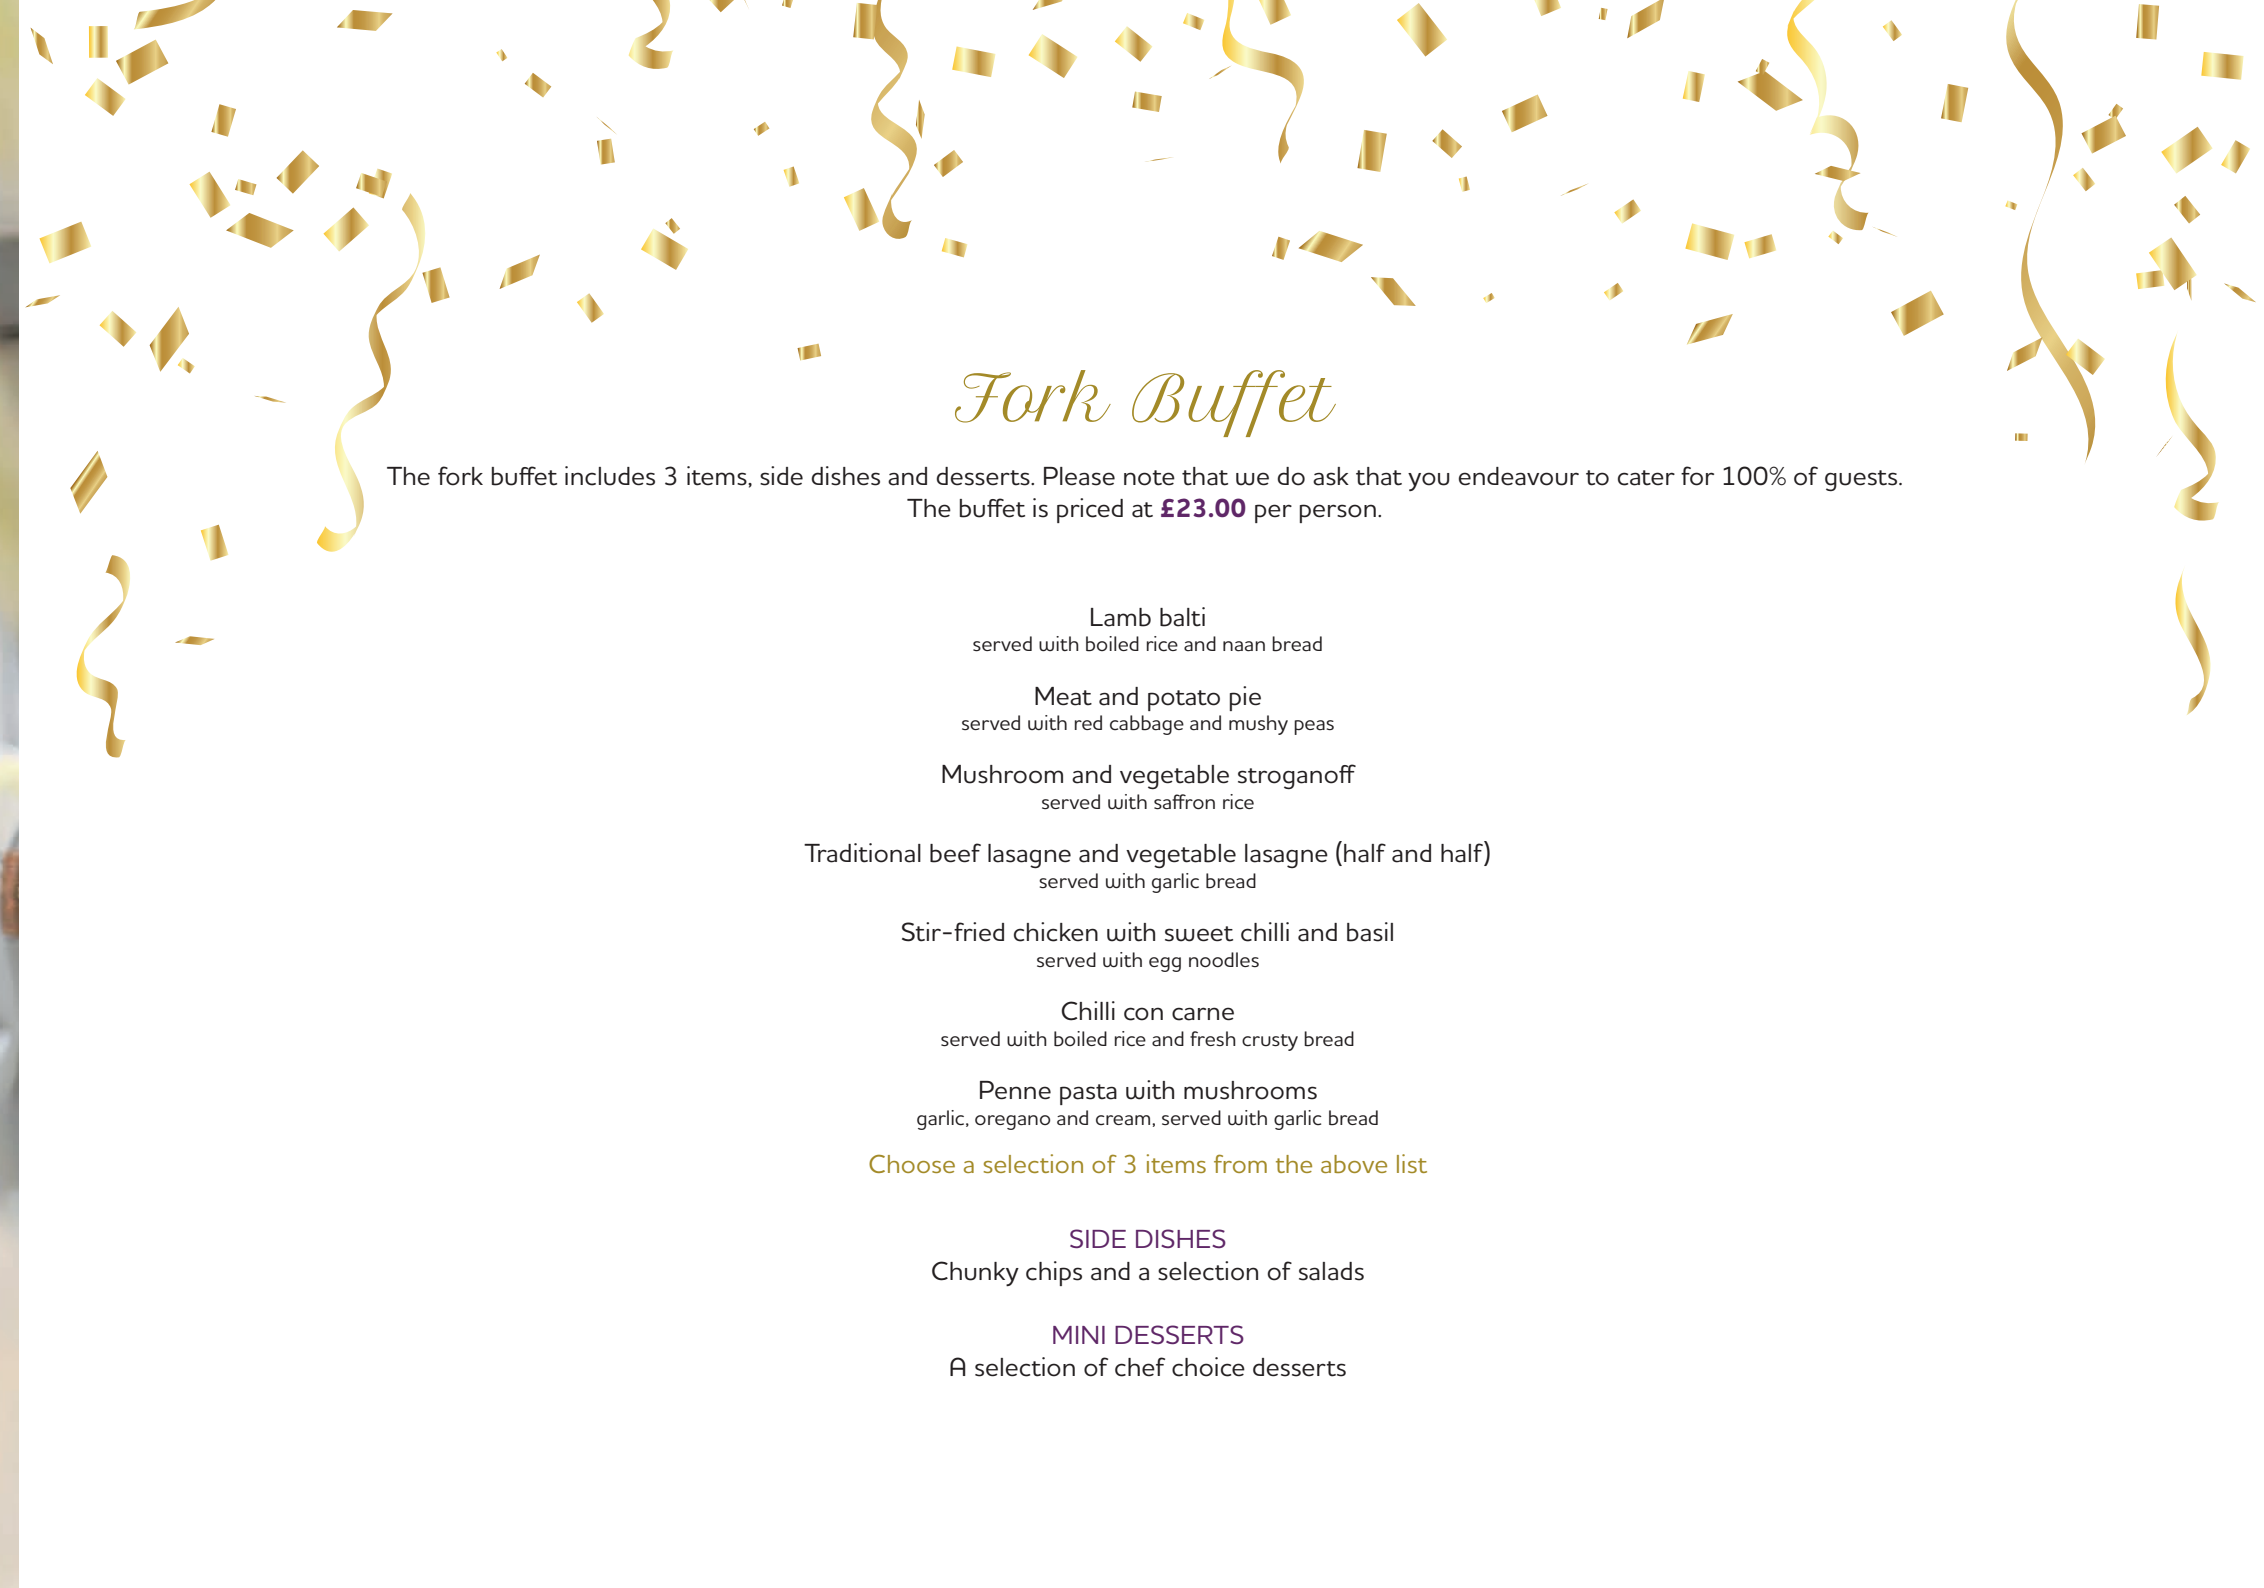 Fork Buffet
The fork buffet includes 3 items, side dishes and desserts. Please note that we do ask that you endeavour to cater for 100% of guests.
The buffet is priced at £23.00 per person.
Lamb balti
served with boiled rice and naan bread
Meat and potato pie
served with red cabbage and mushy peas
Mushroom and vegetable stroganoff
served with saffron rice
Traditional beef lasagne and vegetable lasagne (half and half)
served with garlic bread
Stir-fried chicken with sweet chilli and basil
served with egg noodles
Chilli con carne
served with boiled rice and fresh crusty bread
Penne pasta with mushrooms
garlic, oregano and cream, served with garlic bread
Choose a selection of 3 items from the above list
SIDE DISHES
Chunky chips and a selection of salads
MINI DESSERTS
A selection of chef choice desserts